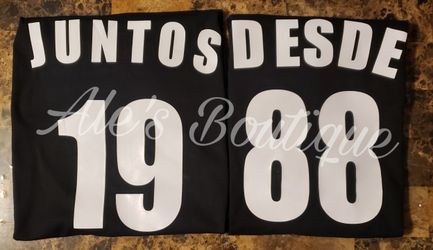 JUNTOS DESDE
19 88
Ale's Boutique